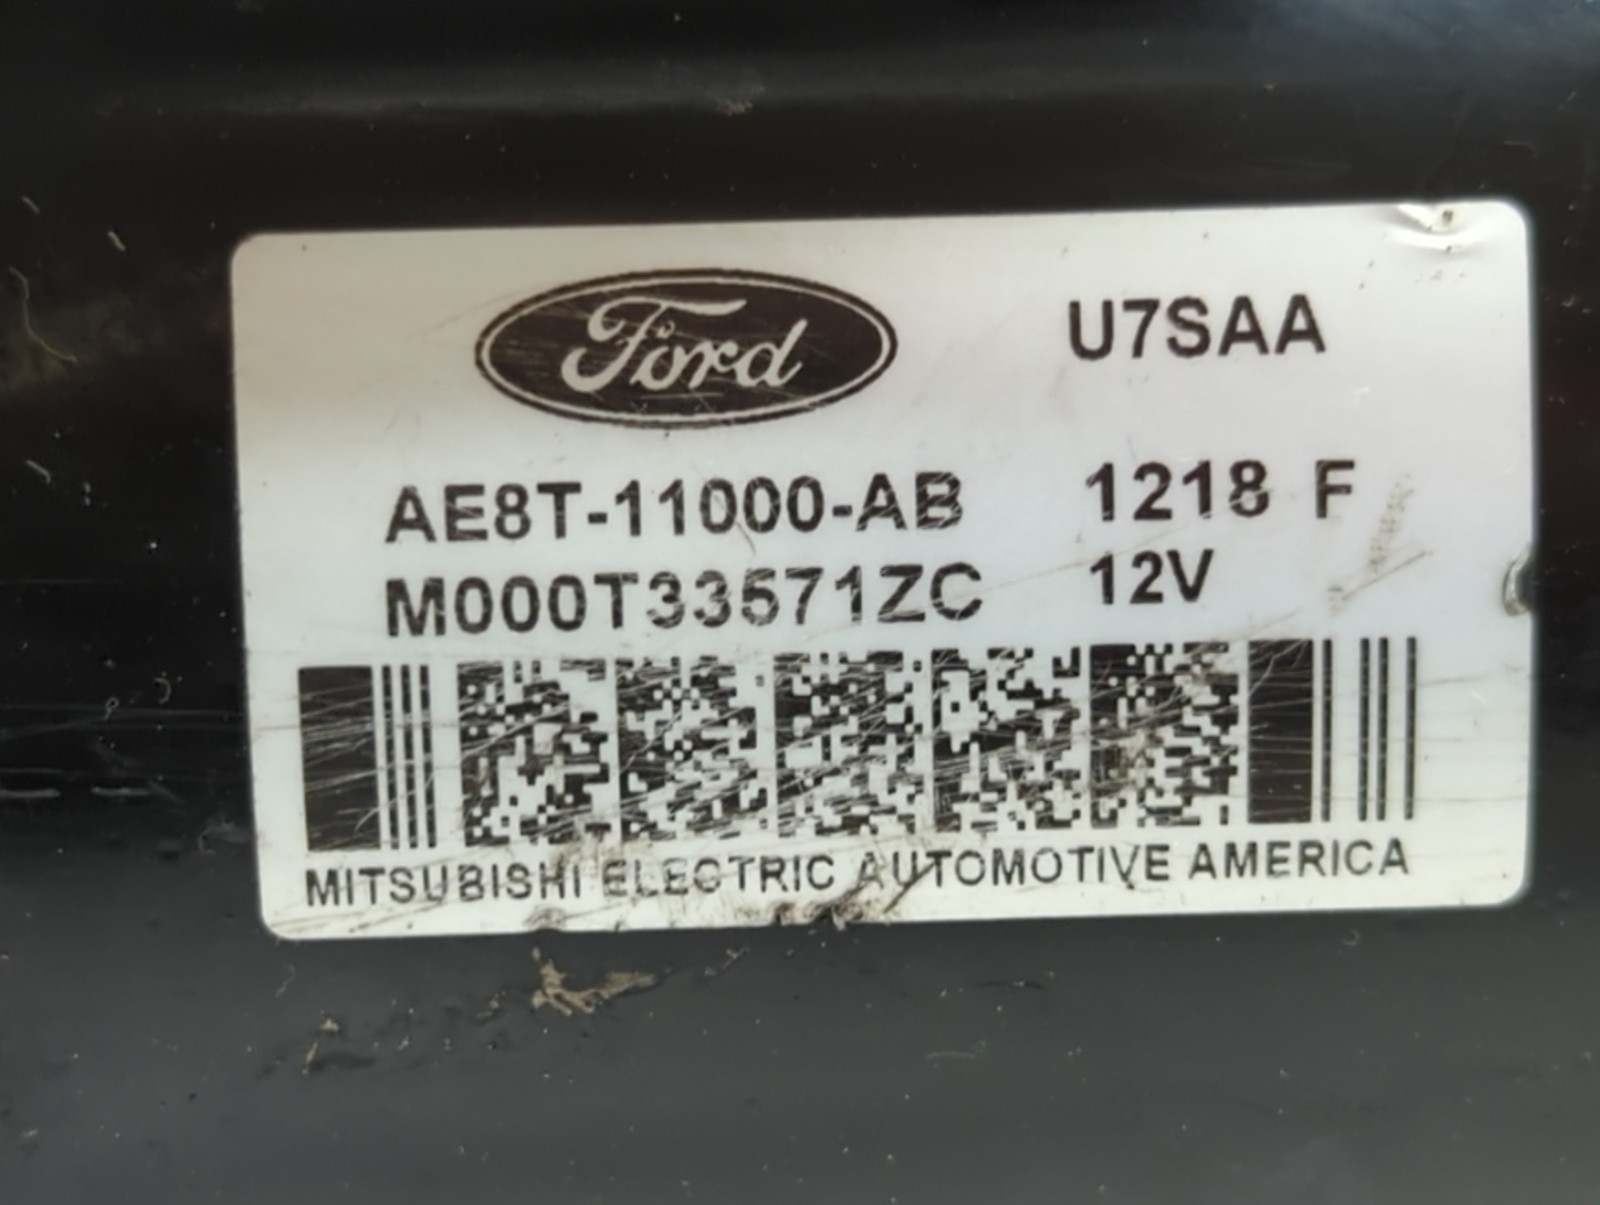 Ford U7SAA
AE8T-11000-AB 1218 F
M000T33571ZC 12V
MITSUBISHI ELECTRIC AUTOMOTIVE AMERICA